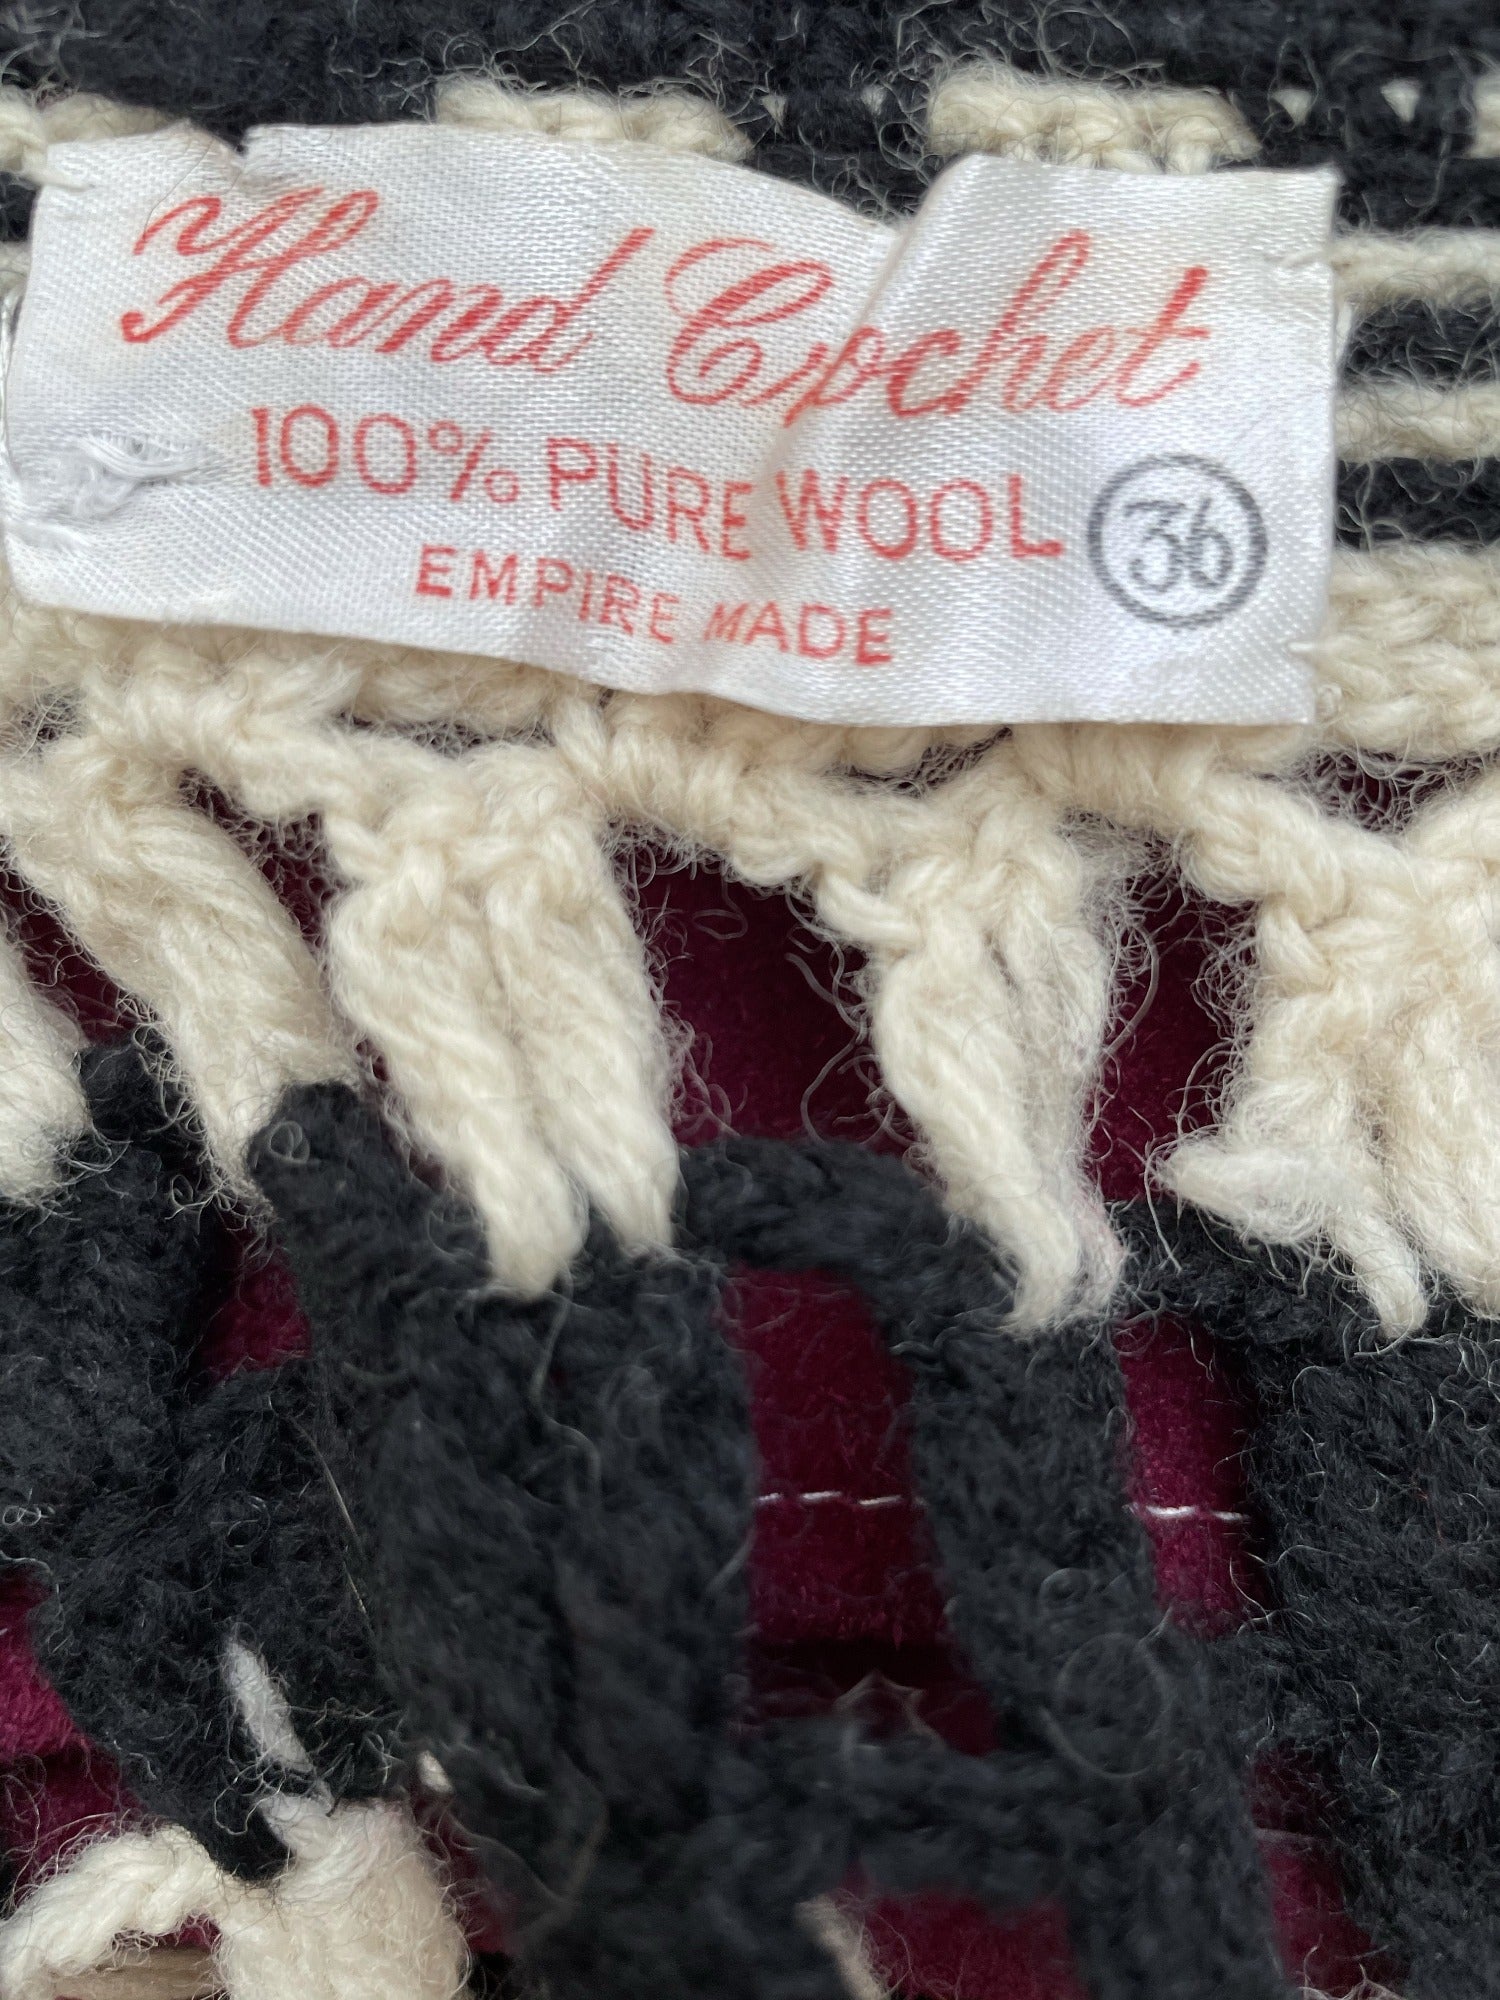 Hand Crochet
100% PURE WOOL 36
EMPIRE MADE